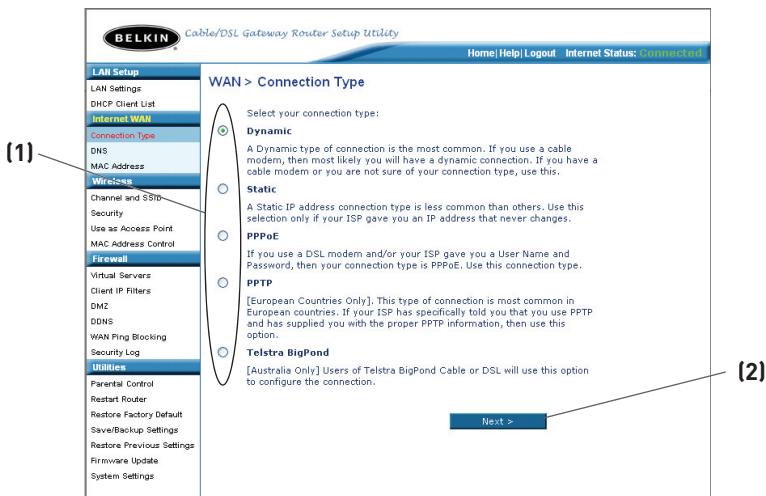 BELKIN
Cable/DSL Gateway Router Setup Utility
Home|Help|Logout Internet Status: Connected
LAN Setup
LAN Settings
DHCP Client List
Internet WAN
Connection Type
DNS
MAC Address
Wireless
Channel and SSID
Security
Use as Access Point
MAC Address Control
Firewall
Virtual Servers
Client IP Filters
DMZ
DDNS
WAN Ping Blocking
Security Log
Utilities
Parental Control
Restart Router
Restore Factory Default
Save/Backup Settings
Restore Previous Settings
Firmware Update
System Settings
WAN > Connection Type
Select your connection type:
Dynamic
A Dynamic type of connection is the most common. If you use a cable
modem, then most likely you will have a dynamic connection. If you have a
cable modem or you are not sure of your connection type, use this.
Static
A Static IP address connection type is less common than others. Use this
selection only if your ISP gave you an IP address that never changes.
PPPoE
If you use a DSL modem and/or your ISP gave you a User Name and
Password, then your connection type is PPPoE. Use this connection type.
PPTP
[European Countries Only]. This type of connection is most common in
European countries. If your ISP has specifically told you that you use PPTP
and has supplied you with the proper PPTP information, then use this
option.
Telstra BigPond
[Australia Only] Users of Telstra BigPond Cable or DSL will use this option
to configure the connection.
Next >
(1)
(2)